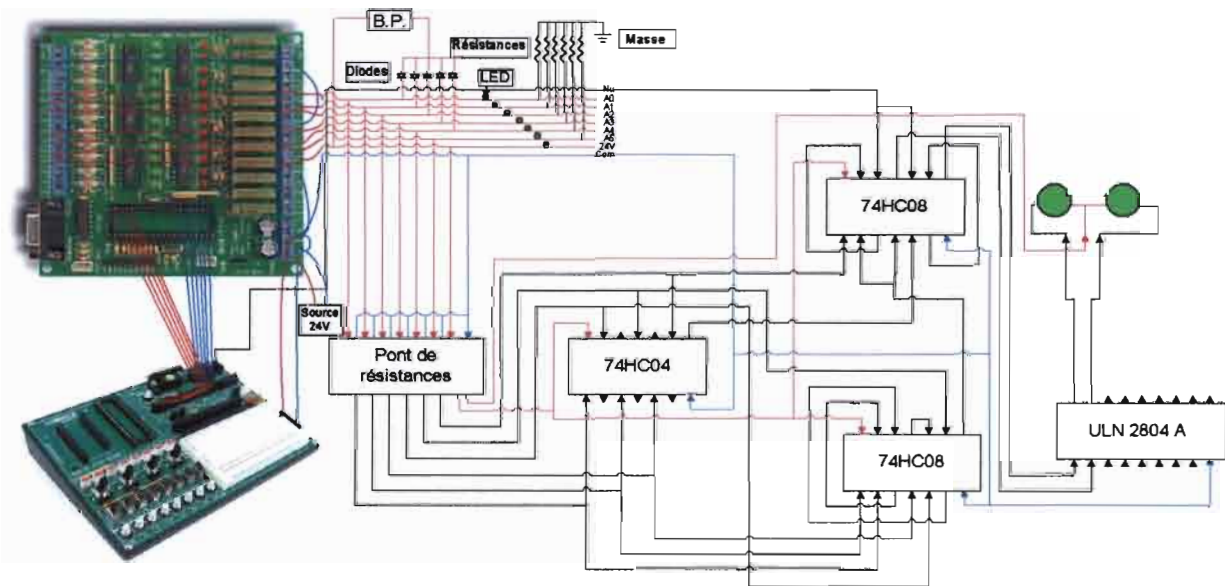 B.P.
Résistances
Masse
Diodes
LED
Nu
A0
A1
A2
A3
A4
A5
24V
Com
74HC08
Source
24V
Pont de
résistances
74HC04
74HC08
ULN 2804 A